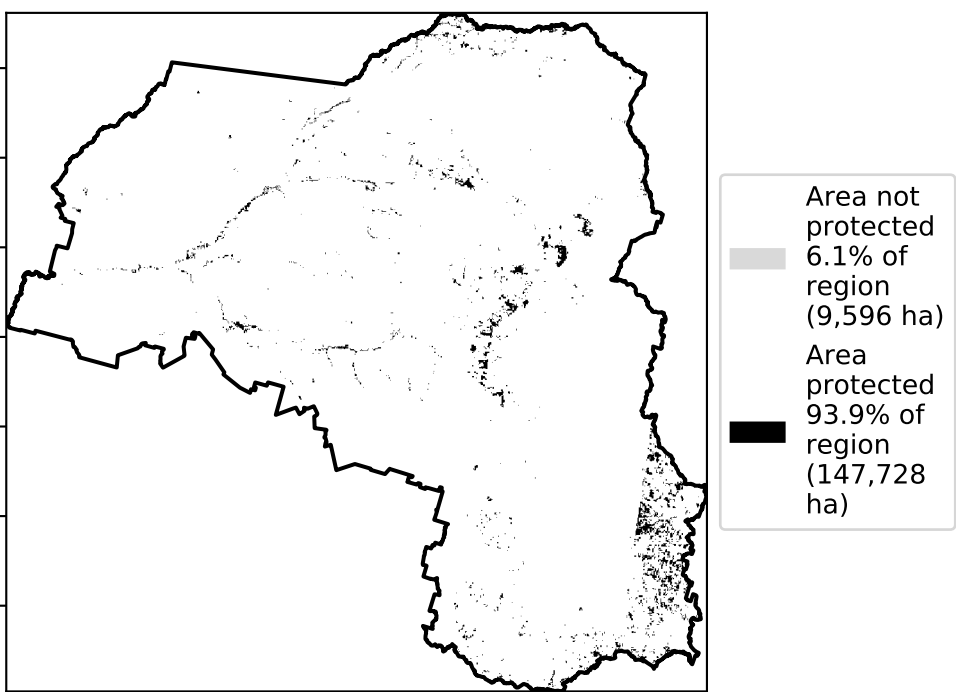 Area not
protected
6.1% of
region
(9,596 ha)
Area
protected
93.9% of
region
(147,728
ha)